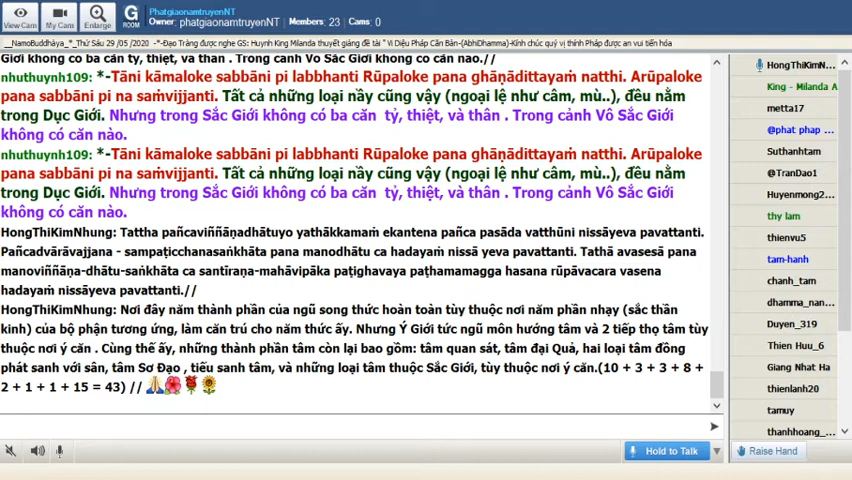 PhatgiaonamtruyenNT
Owner: phatgiaonamtruyenNT Members: 23 Cams: 0
View Cam
My Cam
Enlarge
G
ROOM
__NamoBuddhàya_*_Thứ Sáu 29 /05 /2020 -*-Đạo Tràng được nghe GS: Huynh King Milanda thuyết giảng đề tài " Vi Diệu Pháp Căn Bản-(AbhiDhamma)-Kính chúc quý vị thính Pháp được an vui tiến hóa
Giới không có ba căn tỷ, thiệt, và thân . Trong cảnh Vô Sắc Giới không có căn nào.//
nhuthuynh109: *-Tāni kāmaloke sabbāni pi labbhanti Rūpaloke pana ghāṇādittayaṁ natthi. Arūpaloke
pana sabbāni pi na saṁvijjanti. Tất cả những loại nầy cũng vậy (ngoại lệ như câm, mù..), đều nằm
trong Dục Giới. Nhưng trong Sắc Giới không có ba căn tỷ, thiệt, và thân . Trong cảnh Vô Sắc Giới
không có căn nào.
nhuthuynh109: *-Tāni kāmaloke sabbāni pi labbhanti Rūpaloke pana ghāṇādittayaṁ natthi. Arūpaloke
pana sabbāni pi na saṁvijjanti. Tất cả những loại nầy cũng vậy (ngoại lệ như câm, mù..), đều nằm
trong Dục Giới. Nhưng trong Sắc Giới không có ba căn tỷ, thiệt, và thân . Trong cảnh Vô Sắc Giới
không có căn nào.
HongThiKimNhung: Tattha pañcaviññāṇadhātuyo yathākkamaṁ ekantena pañca pasāda vatthūni nissāyeva pavattanti.
Pañcadvārāvajjana - sampaṭicchanasaṅkhāta pana manodhātu ca hadayaṁ nissā yeva pavattanti. Tathā avasesā pana
manoviññāṇa-dhātu-saṅkhāta ca santīraṇa-mahāvipāka paṭighavaya paṭhamamagga hasana rūpāvacara vasena
hadayaṁ nissāyeva pavattanti.//
HongThiKimNhung: Nơi đây năm thành phần của ngũ song thức hoàn toàn tùy thuộc nơi năm phần nhạy (sắc thần
kinh) của bộ phận tương ứng, làm căn trú cho năm thức ấy. Nhưng Ý Giới tức ngũ môn hướng tâm và 2 tiếp thọ tâm tùy
thuộc nơi ý căn . Cùng thế ấy, những thành phần tâm còn lại bao gồm: tâm quan sát, tâm đại Quả, hai loại tâm đồng
phát sanh với sân, tâm Sơ Đạo , tiếu sanh tâm, và những loại tâm thuộc Sắc Giới, tùy thuộc nơi ý căn.(10 + 3 + 3 + 8 +
2 + 1 + 1 + 15 = 43) //
Hold to Talk
HongThiKimN...
King - Milanda A
metta17
@phat phap ...
Suthanhtam
@TranDao1
Huyenmong2...
thy lam
thienvu5
tam-hanh
chanh_tam
dhamma_nan...
Duyen_319
Thien Huu_6
Giang Nhat Ha
thienlanh20
tamuy
thanhhoang_...
Raise Hand